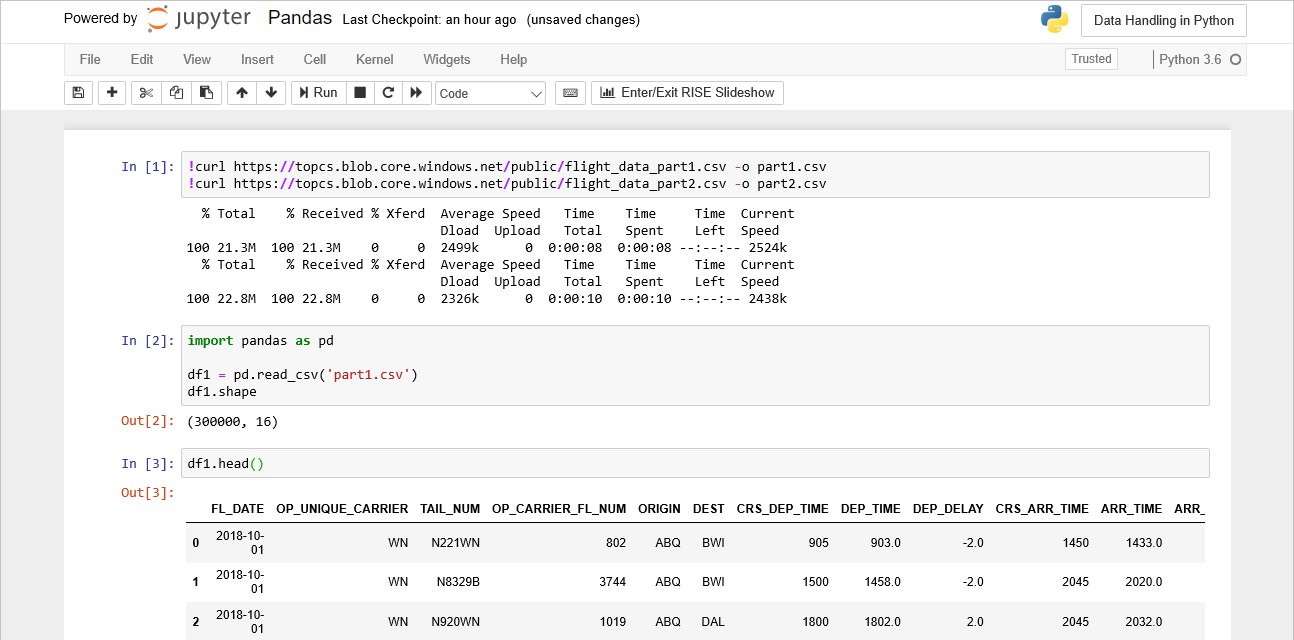 Powered by jupyter Pandas Last Checkpoint: an hour ago (unsaved changes) Data Handling in Python
File Edit View Insert Cell Kernel Widgets Help Trusted Python 3.6
Run Code Enter/Exit RISE Slideshow
In [1]: !curl https://topcs.blob.core.windows.net/public/flight_data_part1.csv -o part1.csv
!curl https://topcs.blob.core.windows.net/public/flight_data_part2.csv -o part2.csv
% Total % Received % Xferd Average Speed Time Time Time Current
Dload Upload Total Spent Left Speed
100 21.3M 100 21.3M 0 0 2499k 0 0:00:08 0:00:08 --:--:-- 2524k
% Total % Received % Xferd Average Speed Time Time Time Current
Dload Upload Total Spent Left Speed
100 22.8M 100 22.8M 0 0 2326k 0 0:00:10 0:00:10 --:--:-- 2438k
In [2]: import pandas as pd
df1 = pd.read_csv('part1.csv')
df1.shape
Out[2]: (300000, 16)
In [3]: df1.head()
Out[3]:
FL_DATE OP_UNIQUE_CARRIER TAIL_NUM OP_CARRIER_FL_NUM ORIGIN DEST CRS_DEP_TIME DEP_TIME DEP_DELAY CRS_ARR_TIME ARR_TIME ARR_
0 2018-10-01 WN N221WN 802 ABQ BWI 905 903.0 -2.0 1450 1433.0
1 2018-10-01 WN N8329B 3744 ABQ BWI 1500 1458.0 -2.0 2045 2020.0
2 2018-10-01 WN N920WN 1019 ABQ DAL 1800 1802.0 2.0 2045 2032.0